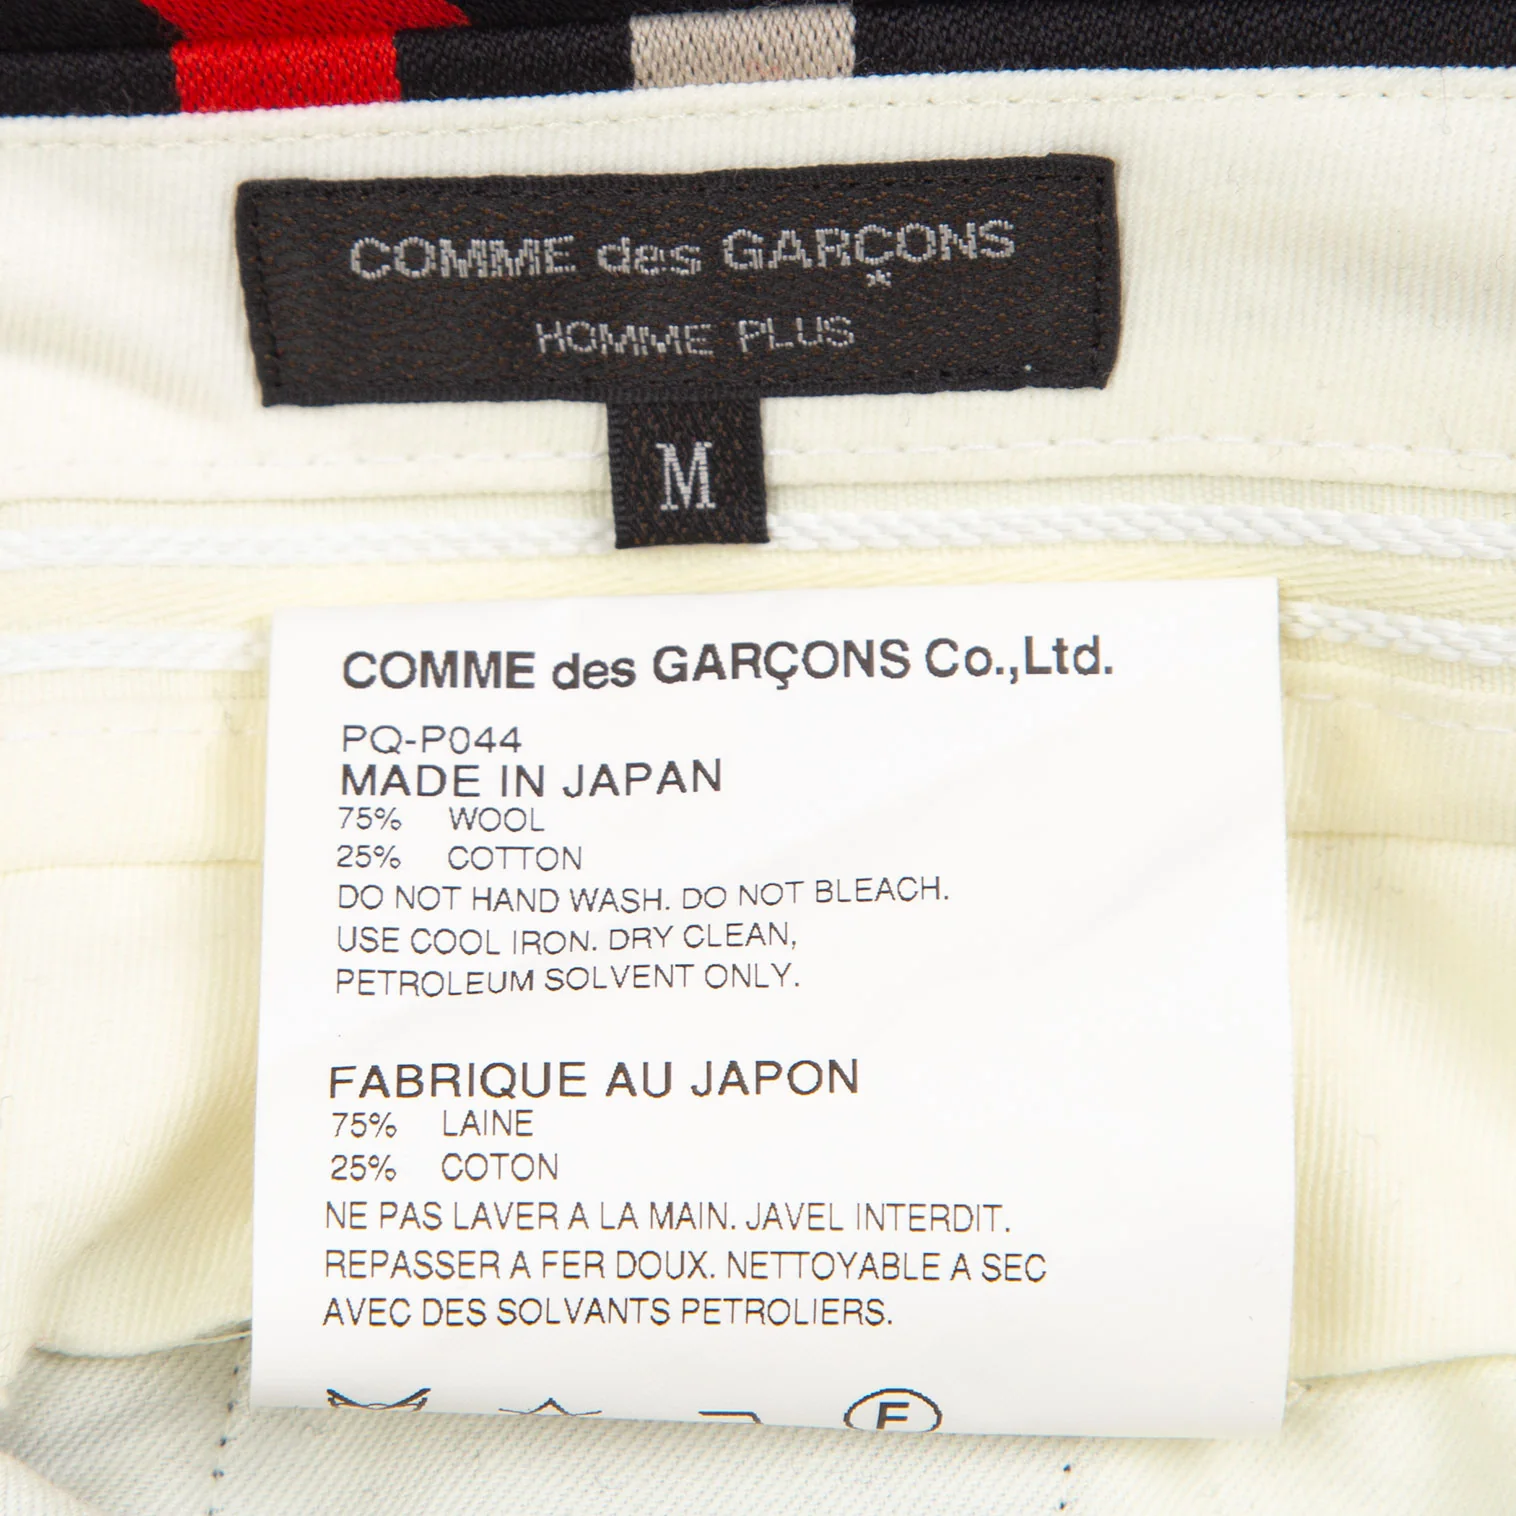 COMME des GARÇONS
*
HOMME PLUS
M
COMME des GARÇONS Co.,Ltd.
PQ-P044
MADE IN JAPAN
75% WOOL
25% COTTON
DO NOT HAND WASH. DO NOT BLEACH.
USE COOL IRON. DRY CLEAN,
PETROLEUM SOLVENT ONLY.
FABRIQUE AU JAPON
75% LAINE
25% COTON
NE PAS LAVER A LA MAIN. JAVEL INTERDIT.
REPASSER A FER DOUX. NETTOYABLE A SEC
AVEC DES SOLVANTS PETROLIERS.
F